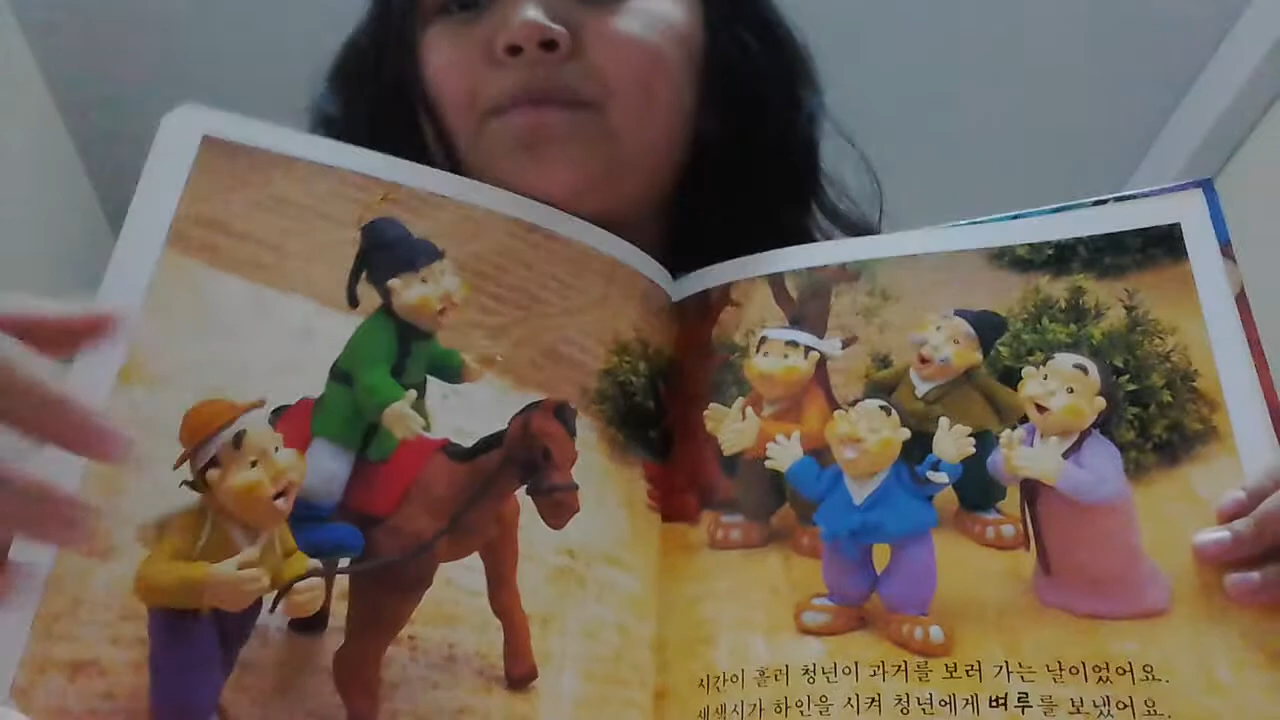 시간이 흘러 청년이 과거를 보러 가는 날이었어요.
새색시가 하인을 시켜 청년에게 벼루를 보냈어요.